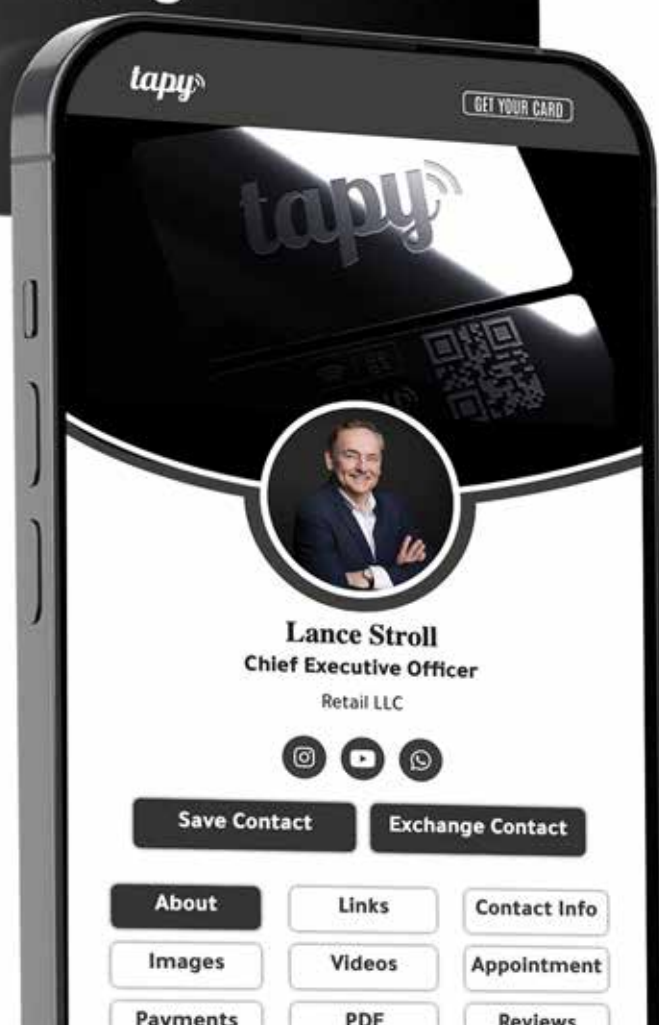 tapy
GET YOUR CARD
tapy
Lance Stroll
Chief Executive Officer
Retail LLC
Save Contact
Exchange Contact
About
Links
Contact Info
Images
Videos
Appointment
Payments
PDF
Reviews